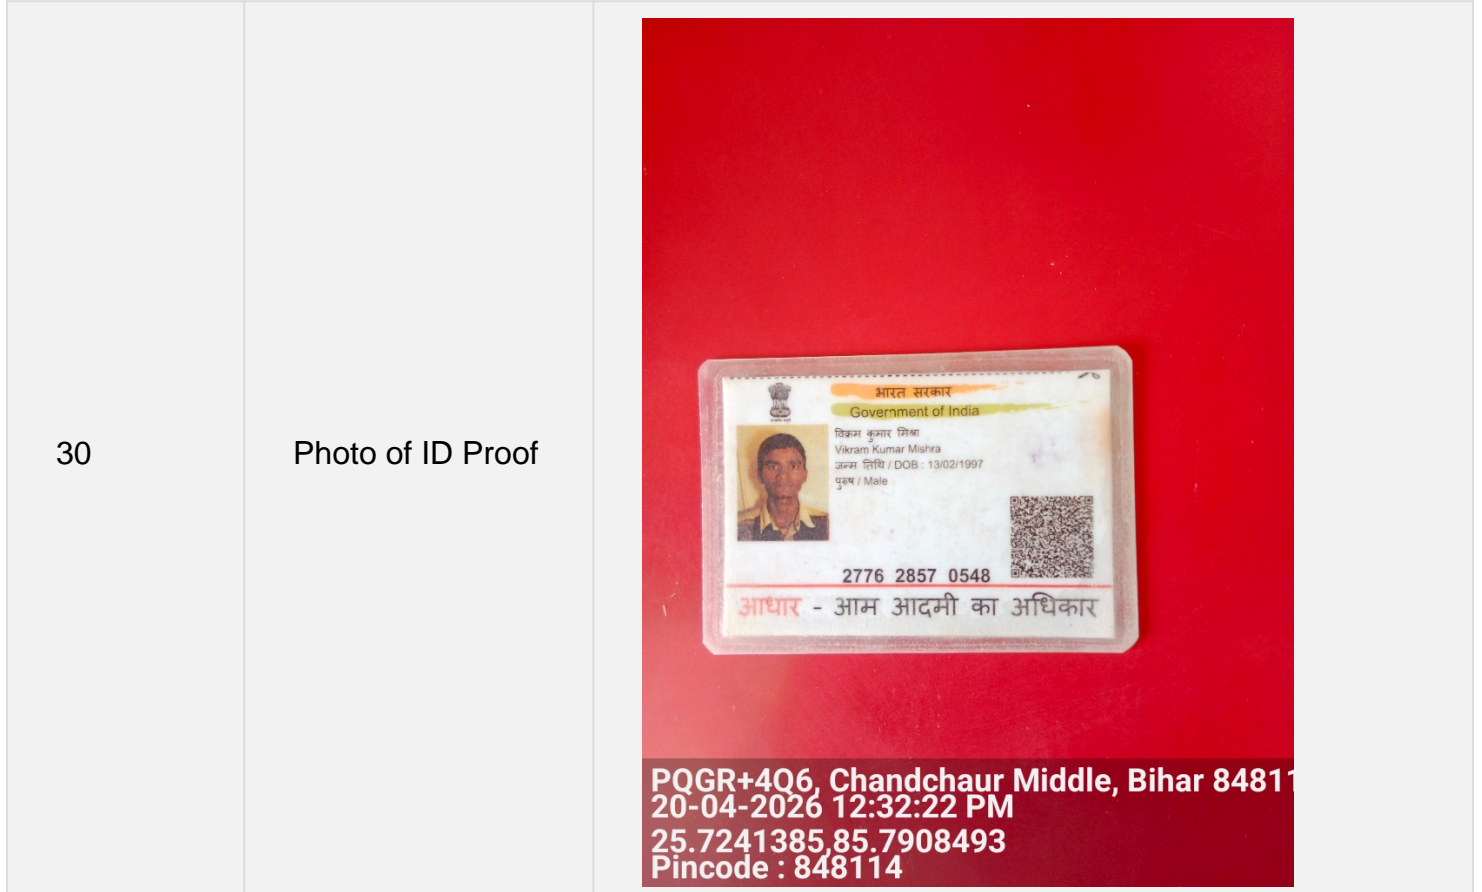 30
Photo of ID Proof
भारत सरकार
Government of India
विक्रम कुमार मिश्रा
Vikram Kumar Mishra
जन्म तिथि / DOB : 13/02/1997
पुरुष / Male
2776 2857 0548
आधार - आम आदमी का अधिकार
PQGR+4Q6, Chandchaur Middle, Bihar 84811
20-04-2026 12:32:22 PM
25.7241385,85.7908493
Pincode : 848114